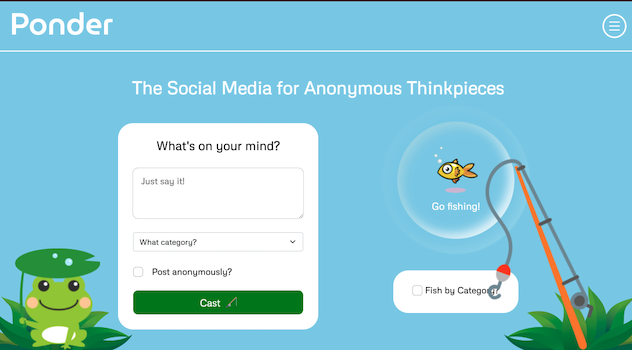 Ponder
The Social Media for Anonymous Thinkpieces
What's on your mind?
Just say it!
What category?
Post anonymously?
Cast
Go fishing!
Fish by Category